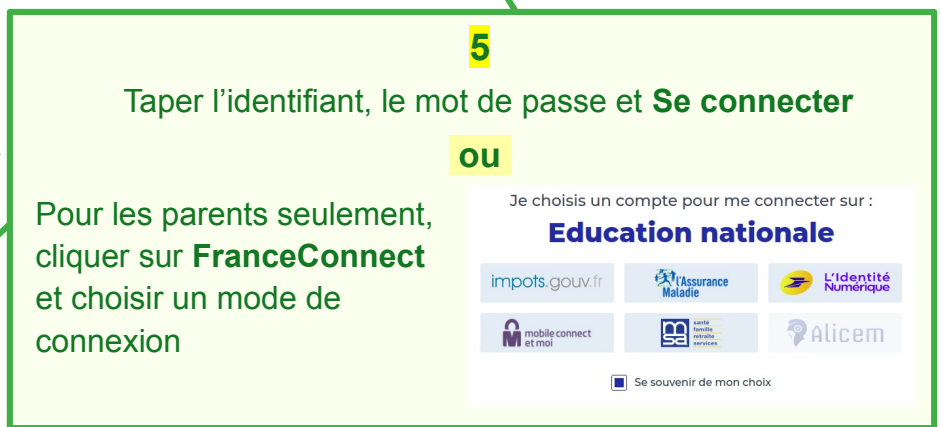 5
Taper l’identifiant, le mot de passe et Se connecter
ou
Pour les parents seulement,
cliquer sur FranceConnect
et choisir un mode de
connexion
Je choisis un compte pour me connecter sur :
Education nationale
impots.gouv.fr
l'Assurance
Maladie
L'Identité
Numérique
mobile connect
et moi
msa
santé
famille
retraite
services
Alicem
Se souvenir de mon choix